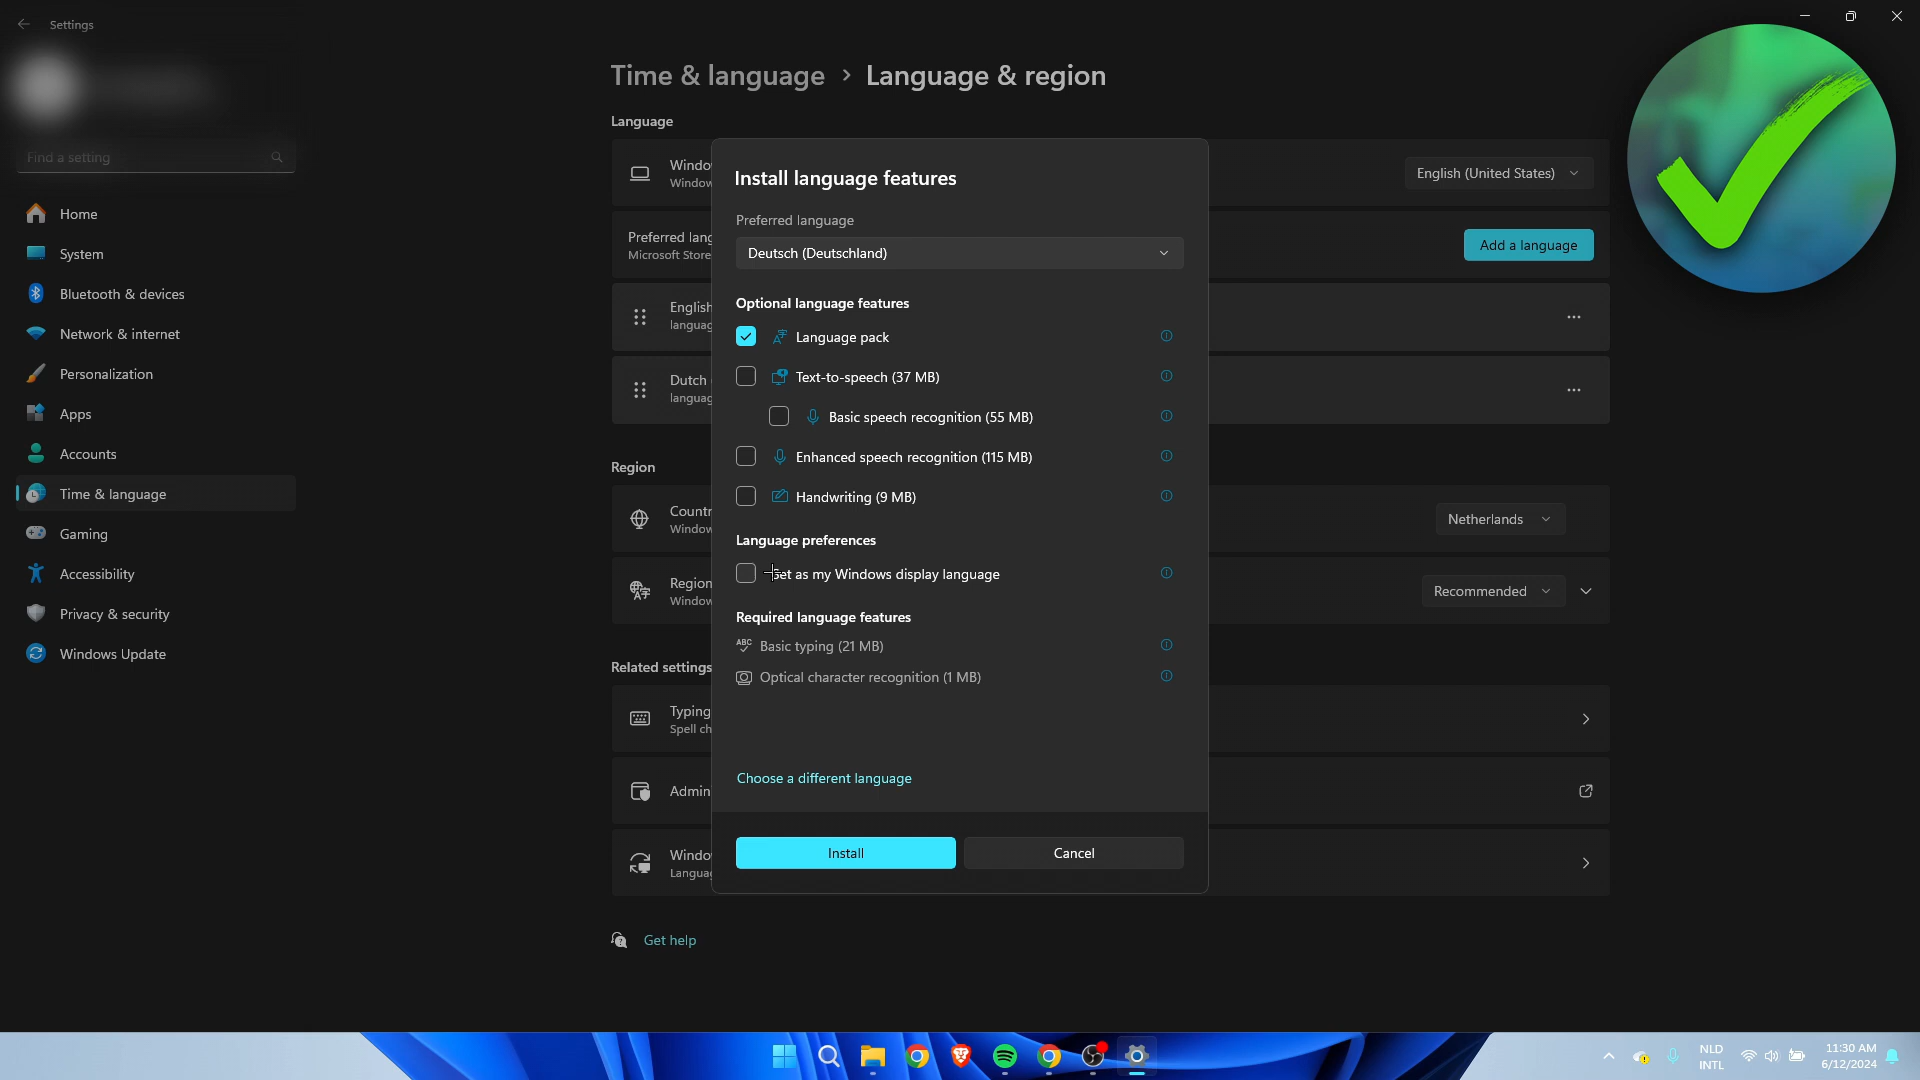 Settings
Find a setting
Home
System
Bluetooth & devices
Network & internet
Personalization
Apps
Accounts
Time & language
Gaming
Accessibility
Privacy & security
Windows Update
Time & language > Language & region
Language
Windo
Window
English (United States)
Preferred lang
Microsoft Store
Add a language
English
languag
Dutch
languag
Region
Countr
Window
Netherlands
Region
Window
Recommended
Related settings
Typing
Spell ch
Admin
Windo
Languag
Get help
Install language features
Preferred language
Deutsch (Deutschland)
Optional language features
Language pack
Text-to-speech (37 MB)
Basic speech recognition (55 MB)
Enhanced speech recognition (115 MB)
Handwriting (9 MB)
Language preferences
Set as my Windows display language
Required language features
ABC Basic typing (21 MB)
Optical character recognition (1 MB)
Choose a different language
Install
Cancel
NLD
INTL
11:30 AM
6/12/2024